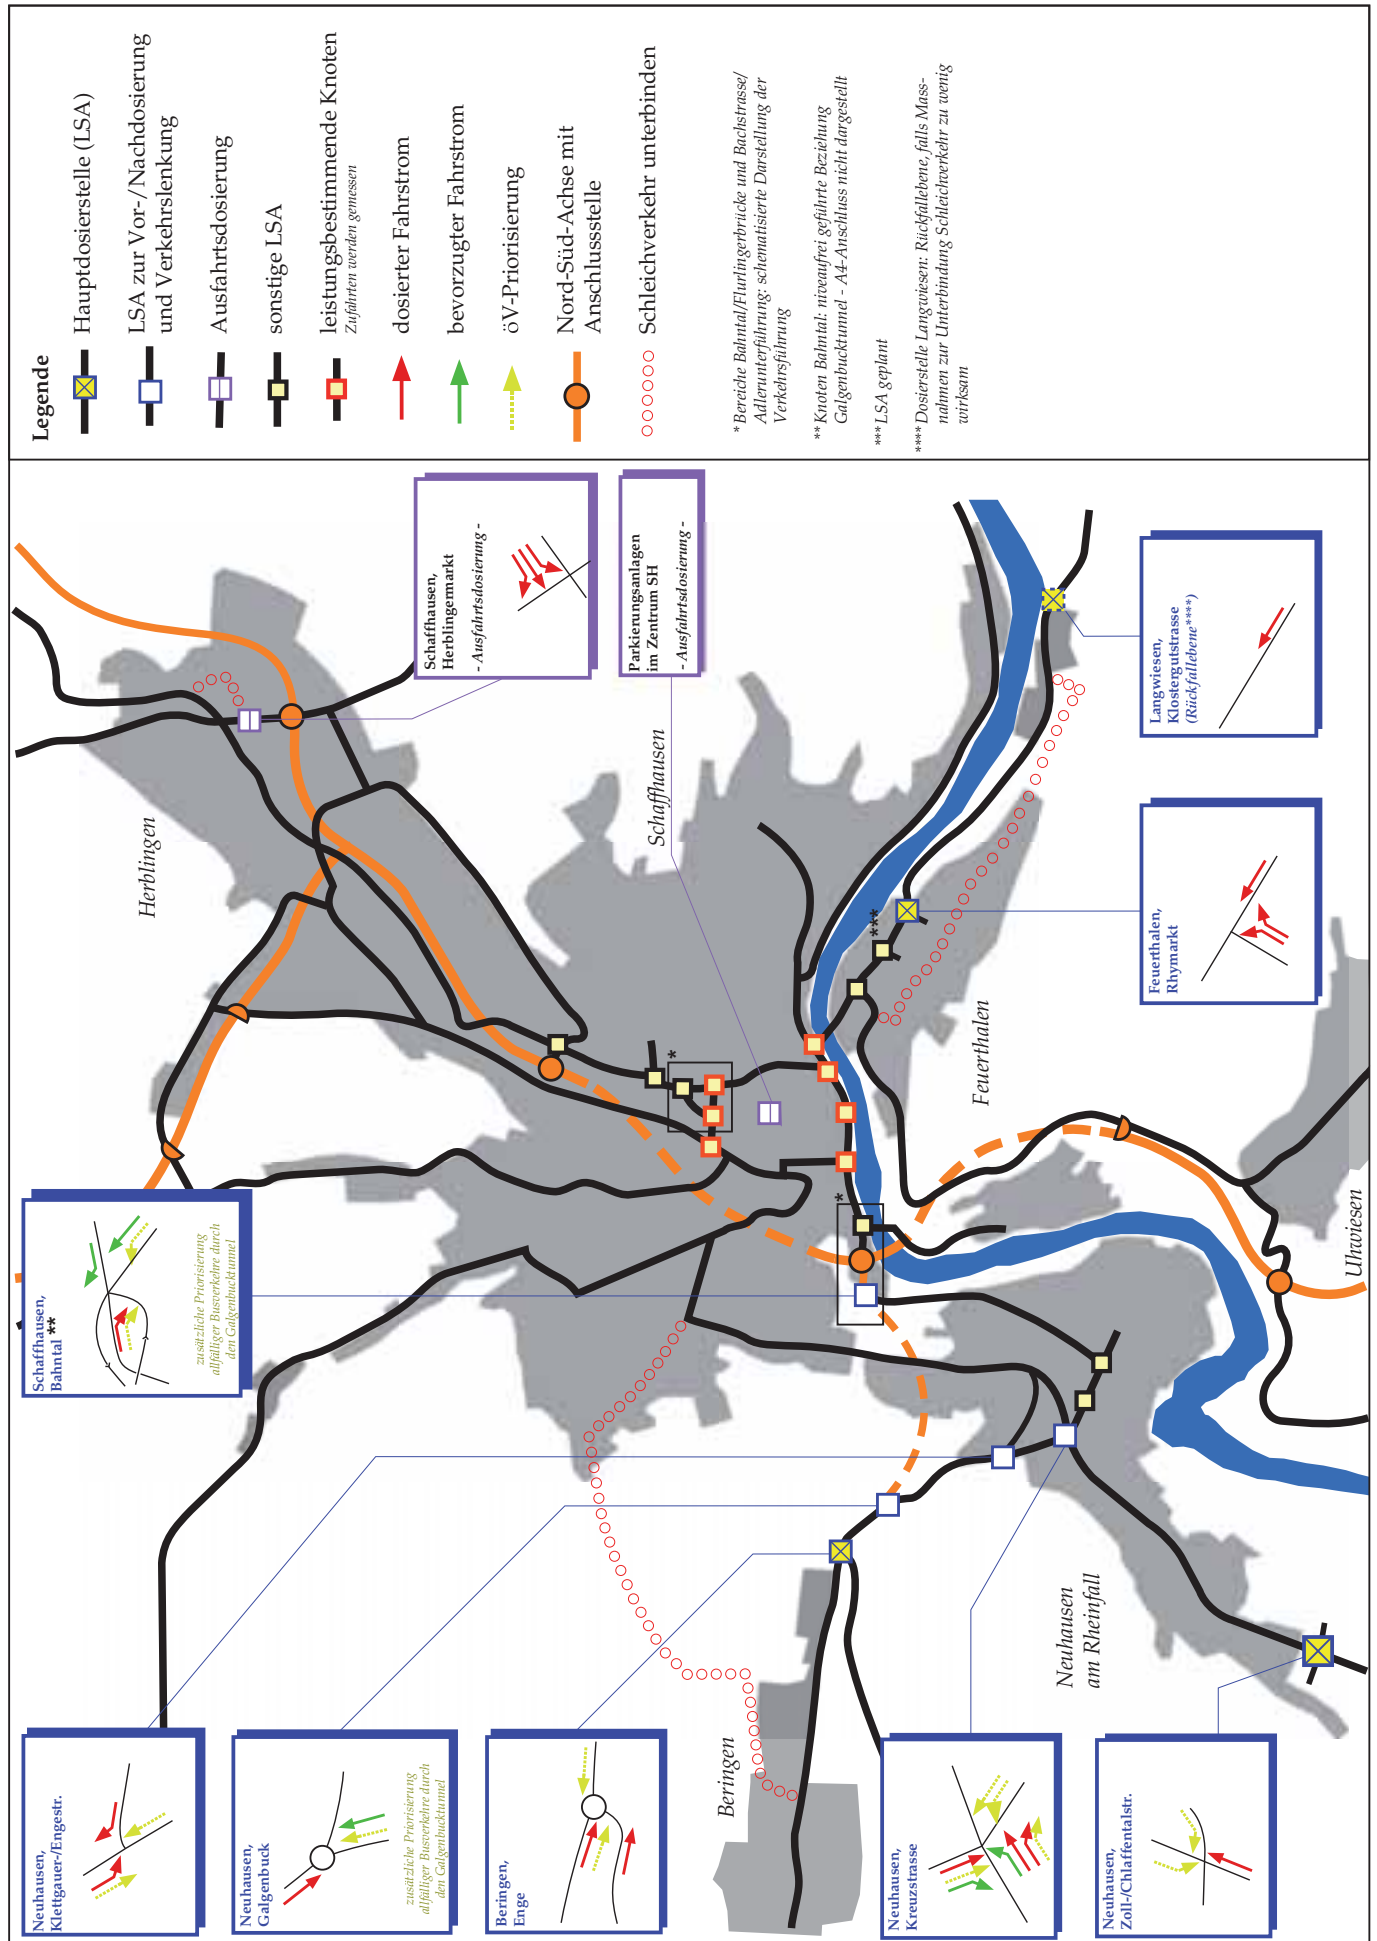 Legende
Hauptdosierstelle (LSA)
LSA zur Vor-/Nachdosierung
und Verkehrslenkung
Ausfahrtsdosierung
sonstige LSA
leistungsbestimmende Knoten
Zufahrten werden gemessen
dosierter Fahrstrom
bevorzugter Fahrstrom
öV-Priorisierung
Nord-Süd-Achse mit
Anschlussstelle
Schleichverkehr unterbinden
* Bereiche Bahntal/Flurlingerbrücke und Bachstrasse/
Adlerunterführung: schematisierte Darstellung der
Verkehrsführung
** Knoten Bahntal: niveaufrei geführte Beziehung
Galgenbucktunnel - A4-Anschluss nicht dargestellt
*** LSA geplant
**** Dosierstelle Langwiesen: Rückfallebene, falls Mass-
nahmen zur Unterbindung Schleichverkehr zu wenig
wirksam
Schaffhausen,
Herblingermarkt
- Ausfahrtsdosierung -
Parkierungsanlagen
im Zentrum SH
- Ausfahrtsdosierung -
Langwiesen,
Klostergutstrasse
(Rückfallebene****)
Feuerthalen,
Rhymarkt
Herblingen
Schaffhausen
Feuerthalen
Uhwiesen
Neuhausen
am Rheinfall
Beringen
*
*
***
Schaffhausen,
Bahntal **
zusätzliche Priorisierung
allfälliger Busverkehre durch
den Galgenbucktunnel
Neuhausen,
Klettgauer-/Engestr.
Neuhausen,
Galgenbuck
zusätzliche Priorisierung
allfälliger Busverkehre durch
den Galgenbucktunnel
Beringen,
Enge
Neuhausen,
Kreuzstrasse
Neuhausen,
Zoll-/Chlaffentalstr.